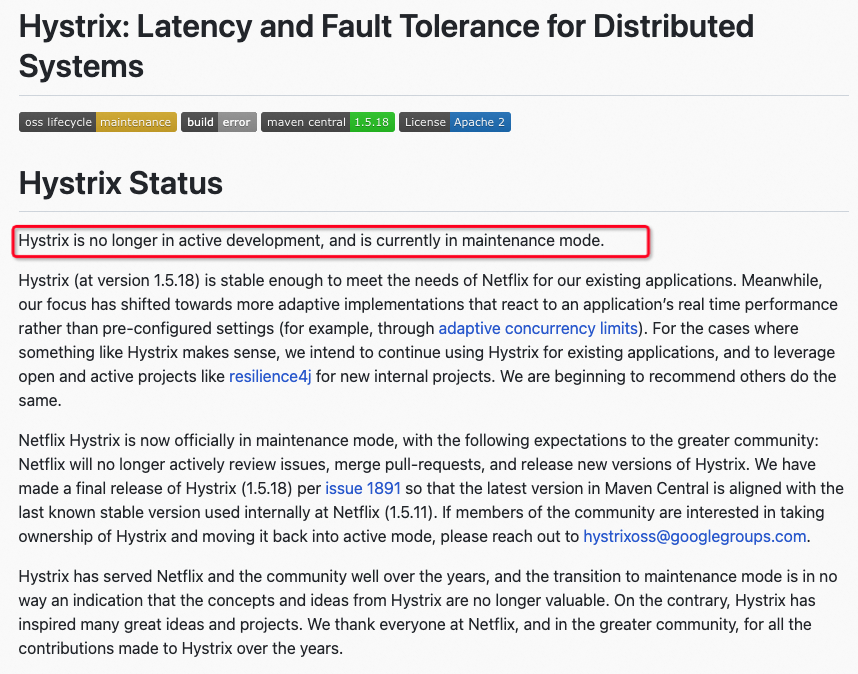 Hystrix: Latency and Fault Tolerance for Distributed
Systems
oss lifecycle maintenance build error maven central 1.5.18 License Apache 2
Hystrix Status
Hystrix is no longer in active development, and is currently in maintenance mode.
Hystrix (at version 1.5.18) is stable enough to meet the needs of Netflix for our existing applications. Meanwhile,
our focus has shifted towards more adaptive implementations that react to an application’s real time performance
rather than pre-configured settings (for example, through adaptive concurrency limits). For the cases where
something like Hystrix makes sense, we intend to continue using Hystrix for existing applications, and to leverage
open and active projects like resilience4j for new internal projects. We are beginning to recommend others do the
same.
Netflix Hystrix is now officially in maintenance mode, with the following expectations to the greater community:
Netflix will no longer actively review issues, merge pull-requests, and release new versions of Hystrix. We have
made a final release of Hystrix (1.5.18) per issue 1891 so that the latest version in Maven Central is aligned with the
last known stable version used internally at Netflix (1.5.11). If members of the community are interested in taking
ownership of Hystrix and moving it back into active mode, please reach out to hystrixoss@googlegroups.com.
Hystrix has served Netflix and the community well over the years, and the transition to maintenance mode is in no
way an indication that the concepts and ideas from Hystrix are no longer valuable. On the contrary, Hystrix has
inspired many great ideas and projects. We thank everyone at Netflix, and in the greater community, for all the
contributions made to Hystrix over the years.